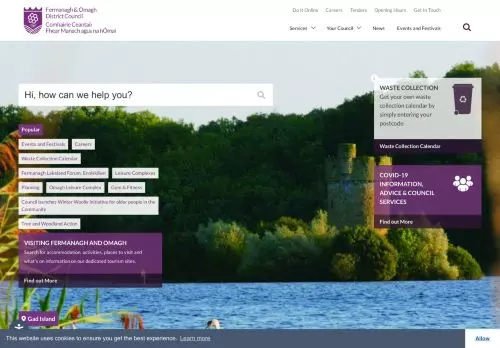 Fermanagh & Omagh
District Council
Comhairle Ceantair
Fhear Manach agus na hÓmaí
Do It Online Careers Tenders Opening Hours Get In Touch
Services Your Council News Events and Festivals
Hi, how can we help you?
Popular
Events and Festivals Careers
Waste Collection Calendar
Fermanagh Lakeland Forum, Enniskillen Leisure Complexes
Planning Omagh Leisure Complex Gym & Fitness
Council launches Winter Woolie Initiative for older people in the
Community
Tree and Woodland Action
VISITING FERMANAGH AND OMAGH
Search for accommodation, activities, places to visit and
what's on information on our dedicated tourism sites.
Find out More
WASTE COLLECTION
Get your own waste
collection calendar by
simply entering your
postcode
Waste Collection Calendar
COVID-19
INFORMATION,
ADVICE & COUNCIL
SERVICES
Find out More
Gad Island
This website uses cookies to ensure you get the best experience. Learn more
Allow